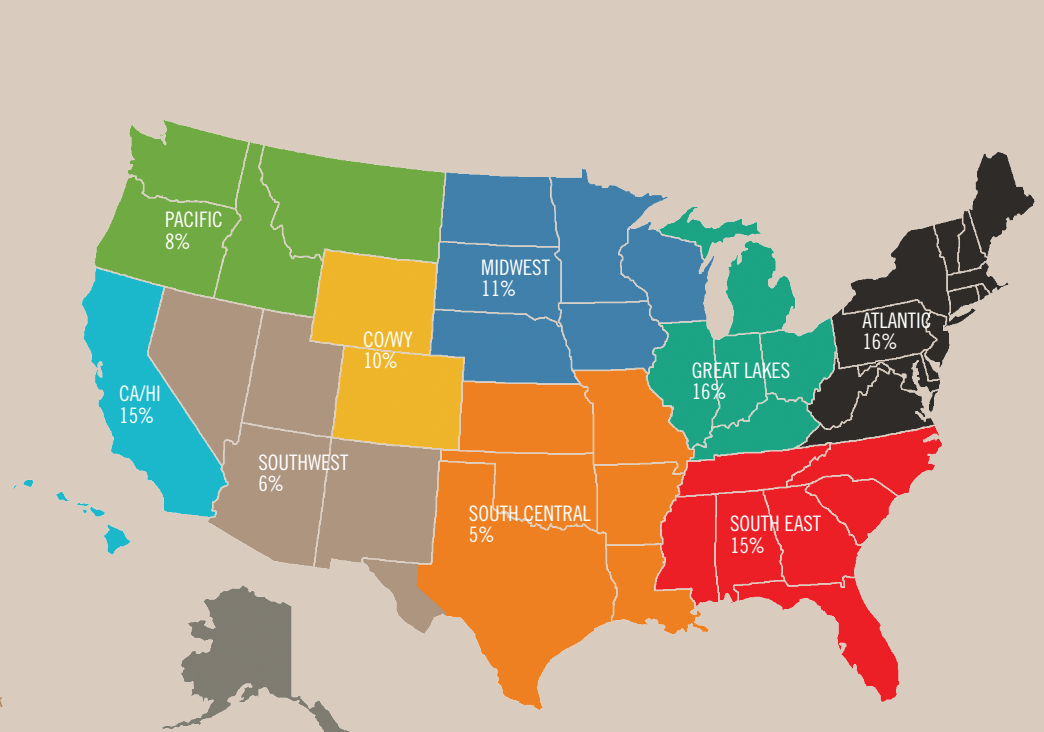 PACIFIC
8%
MIDWEST
11%
ATLANTIC
16%
CO/WY
10%
GREAT LAKES
16%
CA/HI
15%
SOUTHWEST
6%
SOUTH CENTRAL
5%
SOUTH EAST
15%